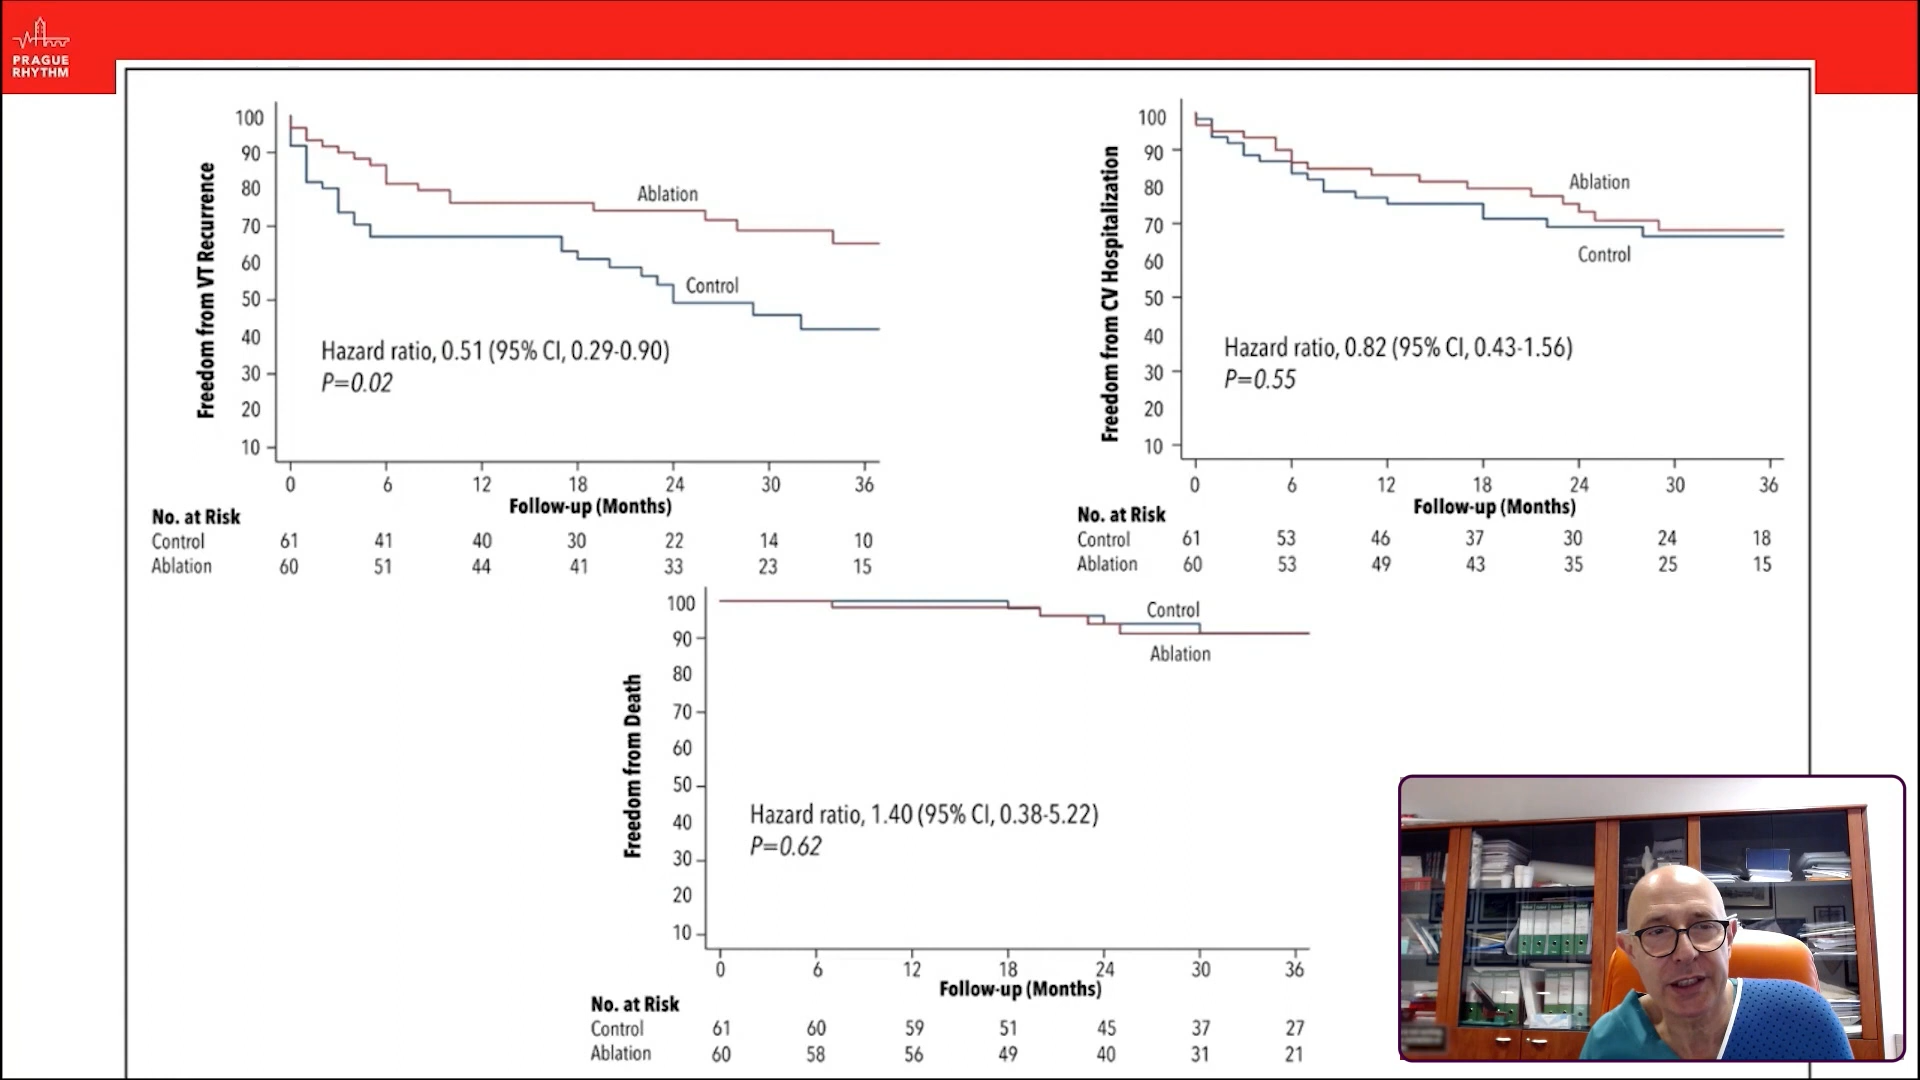 PRAGUE
RHYTHM
Freedom from VT Recurrence
100
90
80
70
60
50
40
30
20
10
Ablation
Control
Hazard ratio, 0.51 (95% CI, 0.29-0.90)
P=0.02
0 6 12 18 24 30 36
Follow-up (Months)
No. at Risk
Control 61 41 40 30 22 14 10
Ablation 60 51 44 41 33 23 15
Freedom from CV Hospitalization
100
90
80
70
60
50
40
30
20
10
Ablation
Control
Hazard ratio, 0.82 (95% CI, 0.43-1.56)
P=0.55
0 6 12 18 24 30 36
Follow-up (Months)
No. at Risk
Control 61 53 46 37 30 24 18
Ablation 60 53 49 43 35 25 15
Freedom from Death
100
90
80
70
60
50
40
30
20
10
Control
Ablation
Hazard ratio, 1.40 (95% CI, 0.38-5.22)
P=0.62
0 6 12 18 24 30 36
Follow-up (Months)
No. at Risk
Control 61 60 59 51 45 37 27
Ablation 60 58 56 49 40 31 21